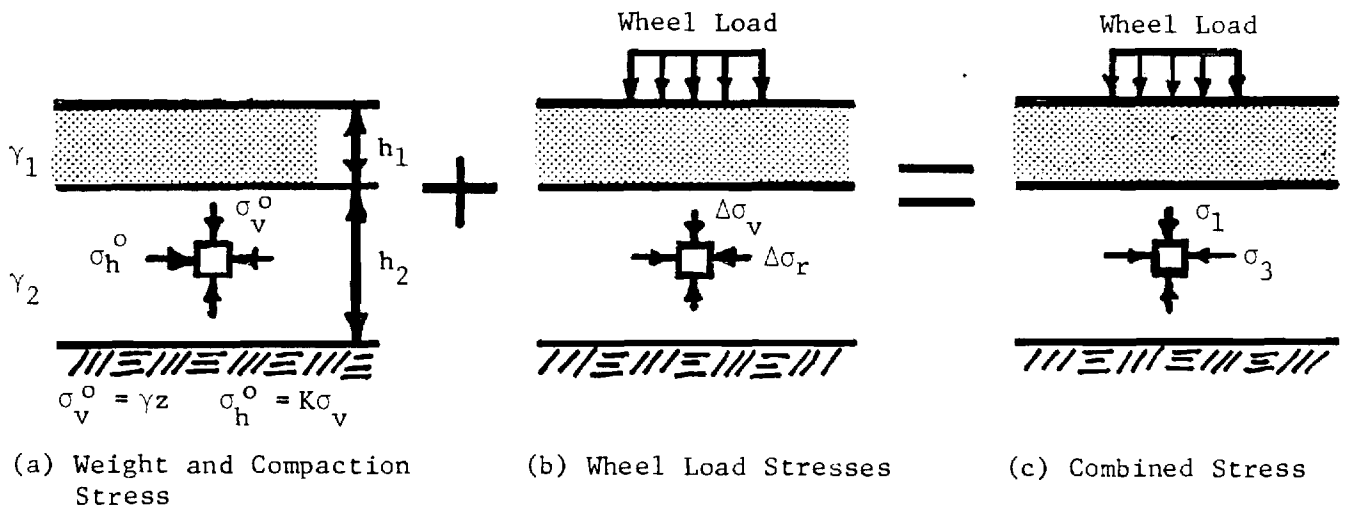 Wheel Load
Wheel Load
γ1
h1
σv°
σh°
γ2
h2
Δσv
Δσr
σ1
σ3
σv° = γz   σh° = Kσv
(a) Weight and Compaction
Stress
(b) Wheel Load Stresses
(c) Combined Stress